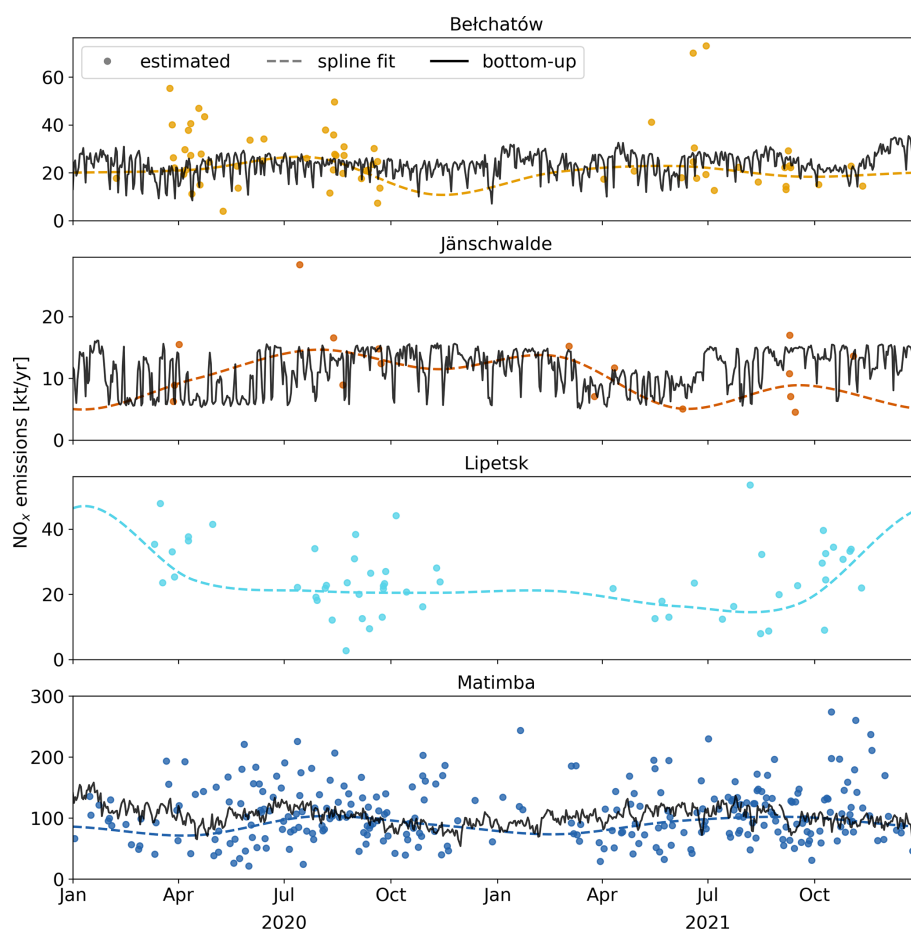 Bełchatów
estimated spline fit bottom-up
60
40
20
0
Jänschwalde
20
10
0
NOx emissions [kt/yr]
Lipetsk
40
20
0
Matimba
300
200
100
0
Jan Apr Jul Oct Jan Apr Jul Oct
2020 2021